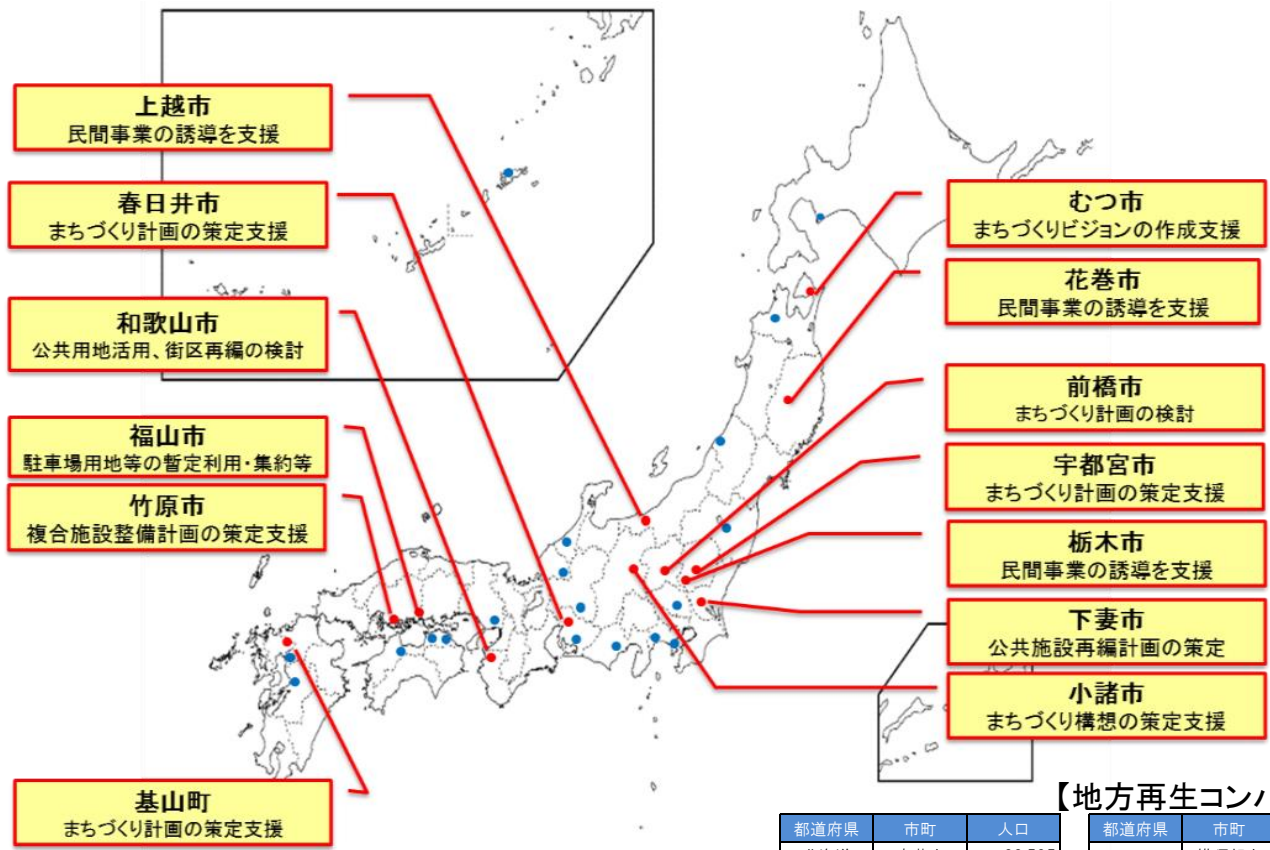 上越市
民間事業の誘導を支援
春日井市
まちづくり計画の策定支援
和歌山市
公共用地活用、街区再編の検討
福山市
駐車場用地等の暫定利用・集約等
竹原市
複合施設整備計画の策定支援
基山町
まちづくり計画の策定支援
むつ市
まちづくりビジョンの作成支援
花巻市
民間事業の誘導を支援
前橋市
まちづくり計画の検討
宇都宮市
まちづくり計画の策定支援
栃木市
民間事業の誘導を支援
下妻市
公共施設再編計画の策定
小諸市
まちづくり構想の策定支援
【地方再生コン
都道府県 市町 人口 都道府県 市町